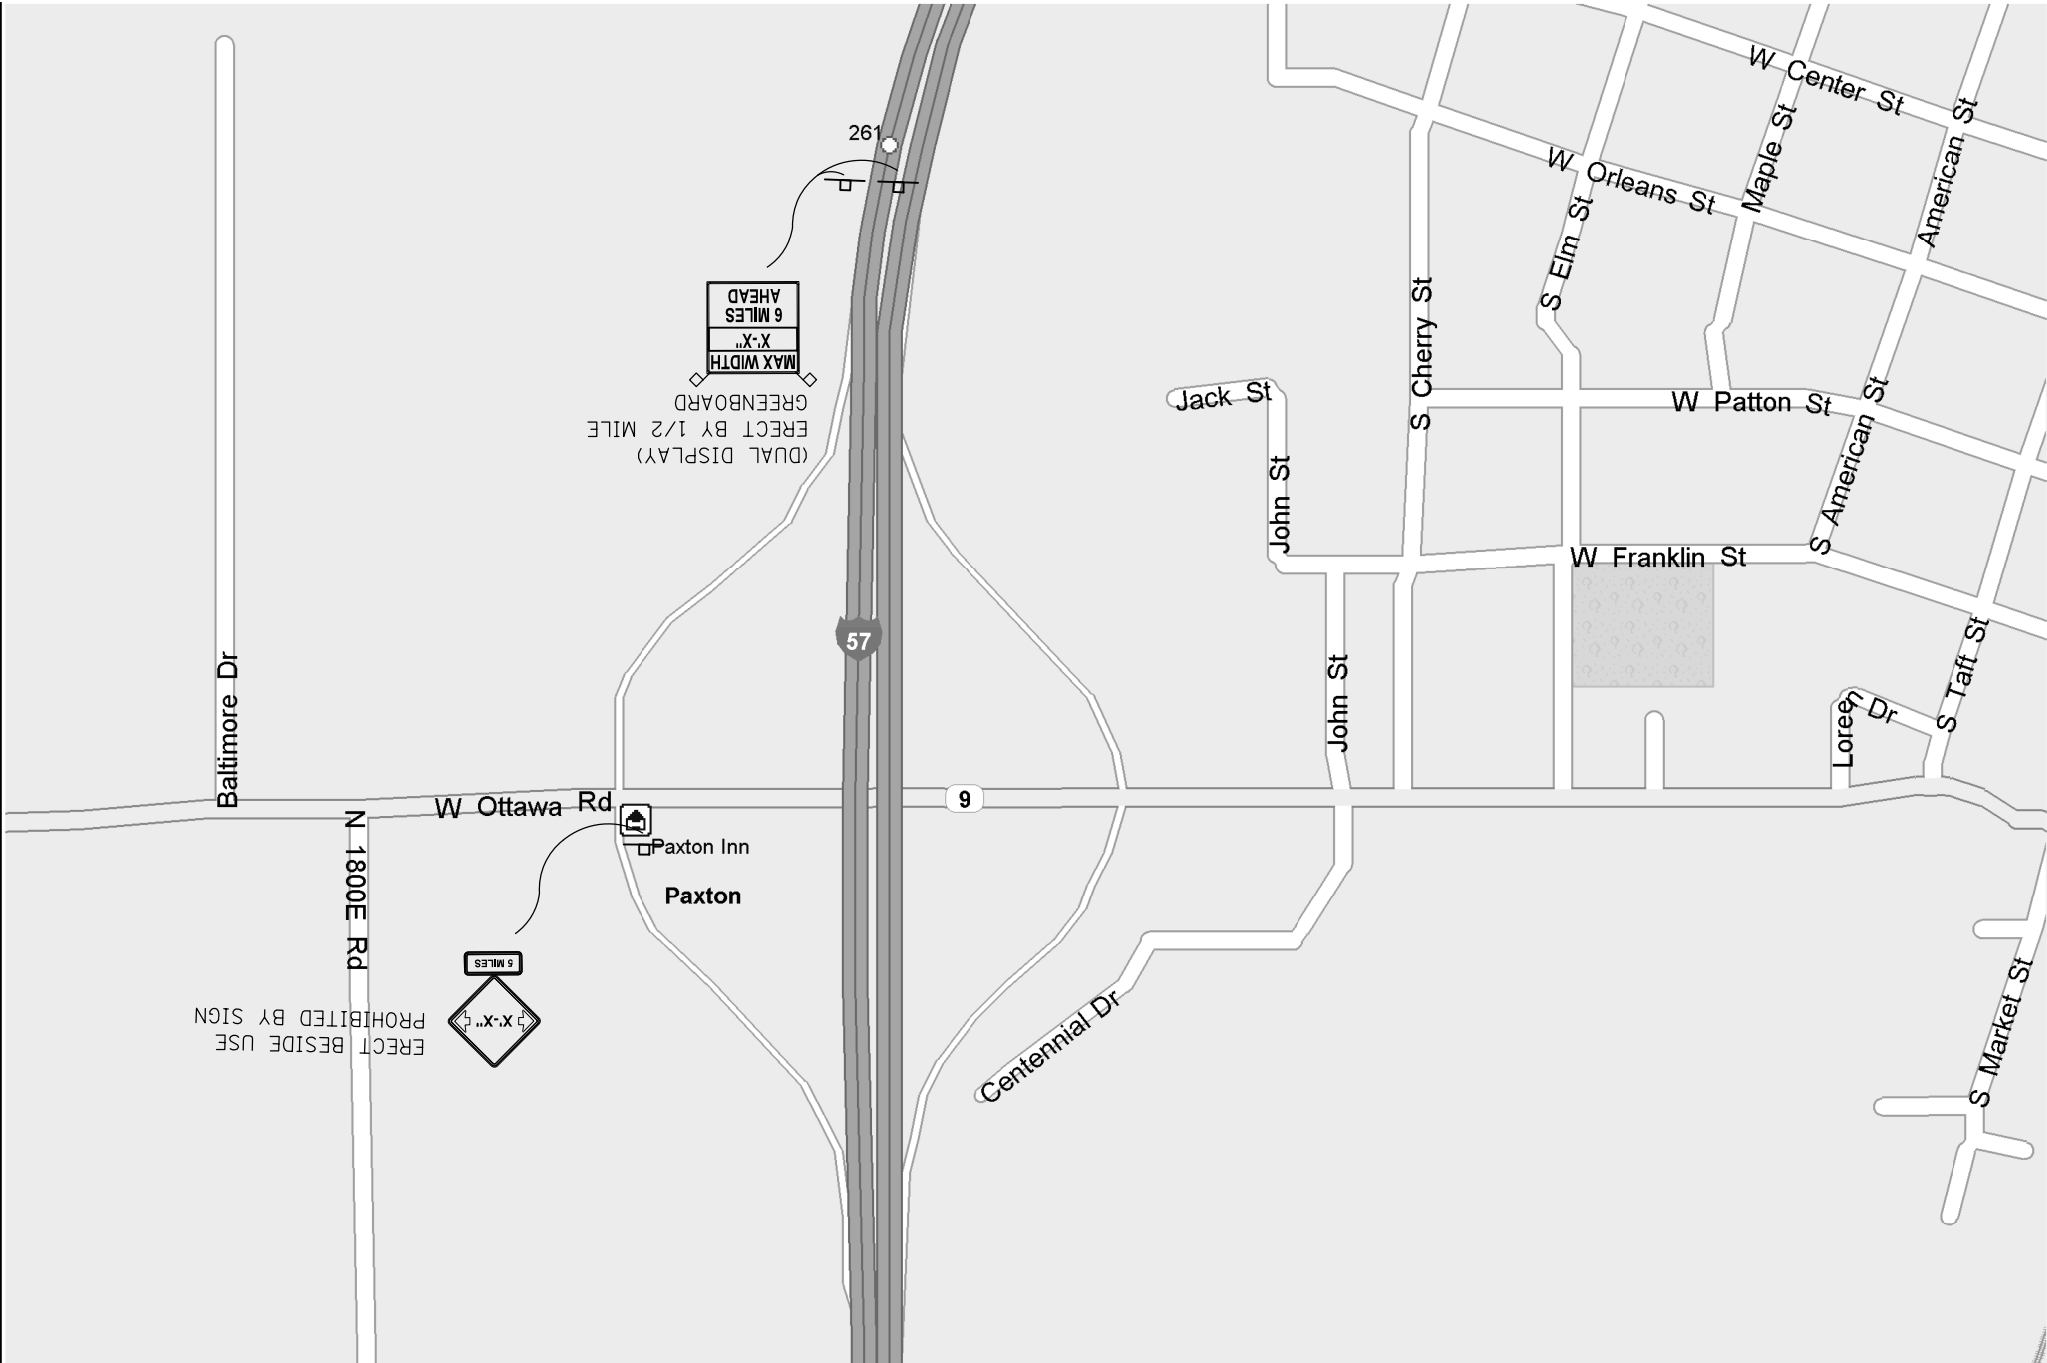 W Center St
261
Maple St
American St
W Orleans St
S Elm St
MAX WIDTH
X'-X"
6 MILES
AHEAD
(DUAL DISPLAY)
ERECT BY 1/2 MILE
GREENBOARD
S Cherry St
Jack St
W Patton St
S American St
John St
W Franklin St
57
Baltimore Dr
John St
S Taft St
Loreen Dr
W Ottawa Rd
9
N 1800E Rd
Paxton Inn
Paxton
5 MILES
X'-X"
ERECT BESIDE USE
PROHIBITED BY SIGN
Centennial Dr
S Market St